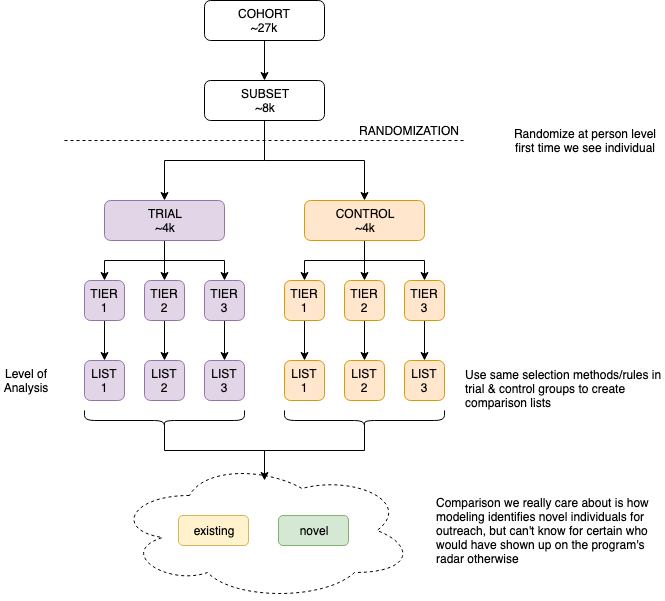 COHORT
~27k
SUBSET
~8k
RANDOMIZATION
Randomize at person level
first time we see individual
TRIAL
~4k
CONTROL
~4k
TIER
1
TIER
2
TIER
3
TIER
1
TIER
2
TIER
3
Level of
Analysis
LIST
1
LIST
2
LIST
3
LIST
1
LIST
2
LIST
3
Use same selection methods/rules in
trial & control groups to create
comparison lists
existing
novel
Comparison we really care about is how
modeling identifies novel individuals for
outreach, but can't know for certain who
would have shown up on the program's
radar otherwise